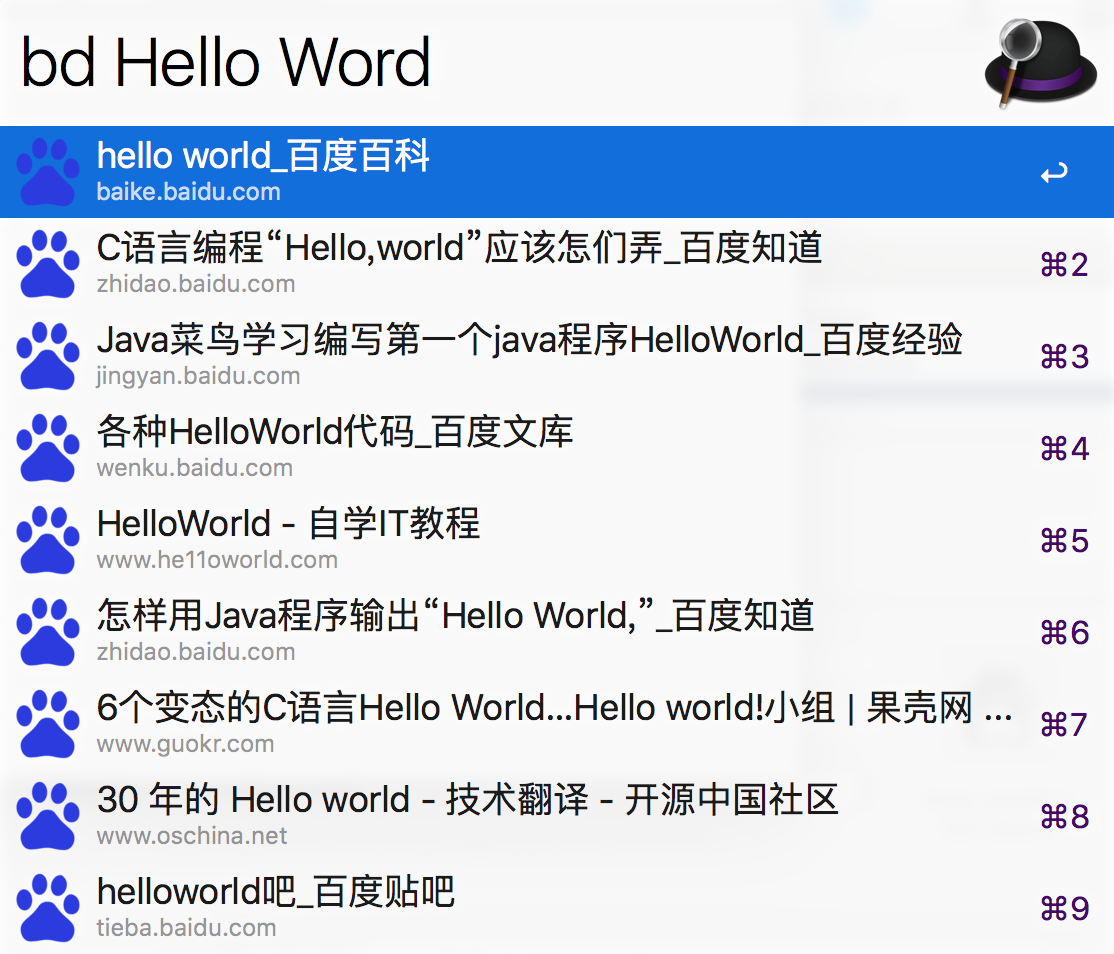 bd Hello Word
hello world_百度百科
baike.baidu.com
↩
C语言编程“Hello,world”应该怎们弄_百度知道
zhidao.baidu.com
⌘2
Java菜鸟学习编写第一个java程序HelloWorld_百度经验
jingyan.baidu.com
⌘3
各种HelloWorld代码_百度文库
wenku.baidu.com
⌘4
HelloWorld - 自学IT教程
www.he11oworld.com
⌘5
怎样用Java程序输出“Hello World,”_百度知道
zhidao.baidu.com
⌘6
6个变态的C语言Hello World...Hello world!小组 | 果壳网 ...
www.guokr.com
⌘7
30 年的 Hello world - 技术翻译 - 开源中国社区
www.oschina.net
⌘8
helloworld吧_百度贴吧
tieba.baidu.com
⌘9